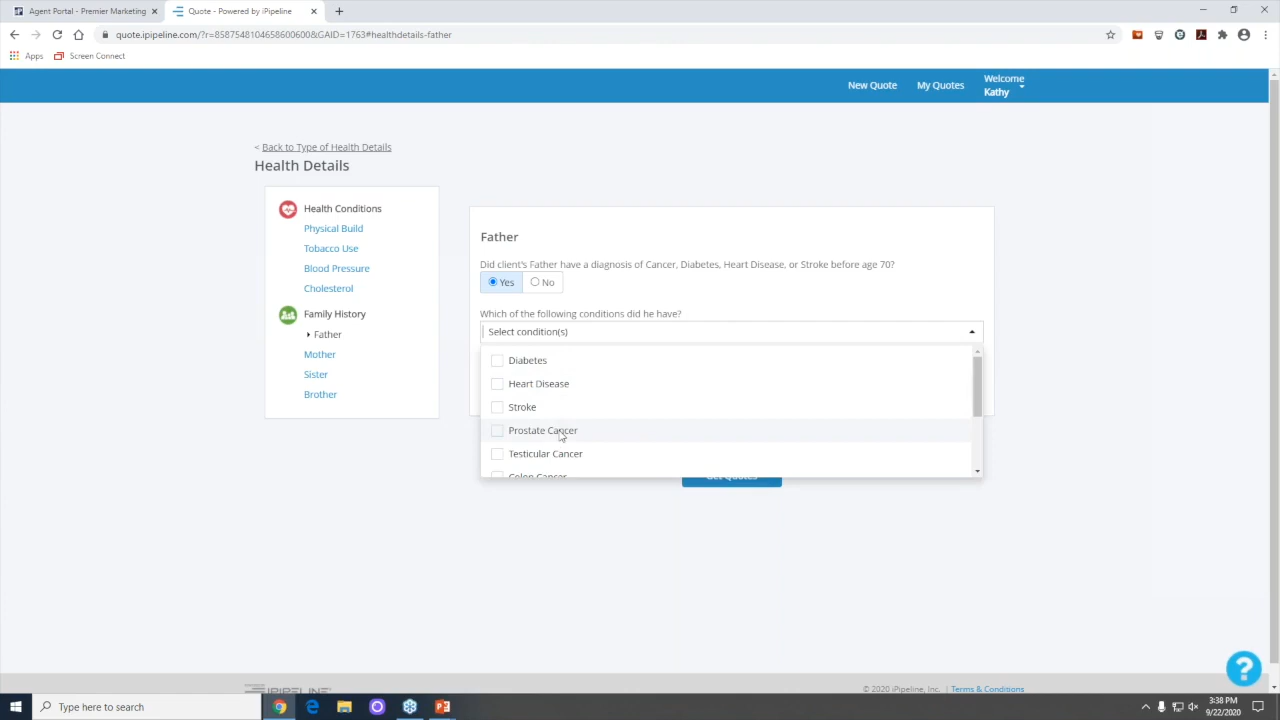 Agent Portal - Premier Marketing
Quote - Powered by iPipeline
quote.ipipeline.com/?r=8587548104658600600&GAID=1763#healthdetails-father
Apps
Screen Connect
New Quote
My Quotes
Welcome
Kathy
< Back to Type of Health Details
Health Details
Health Conditions
Physical Build
Tobacco Use
Blood Pressure
Cholesterol
Family History
Father
Mother
Sister
Brother
Father
Did client's Father have a diagnosis of Cancer, Diabetes, Heart Disease, or Stroke before age 70?
Yes
No
Which of the following conditions did he have?
Select condition(s)
Diabetes
Heart Disease
Stroke
Prostate Cancer
Testicular Cancer
Colon Cancer
Get Quotes
?
IPIPELINE
© 2020 iPipeline, Inc. | Terms & Conditions
Type here to search
3:38 PM
9/22/2020